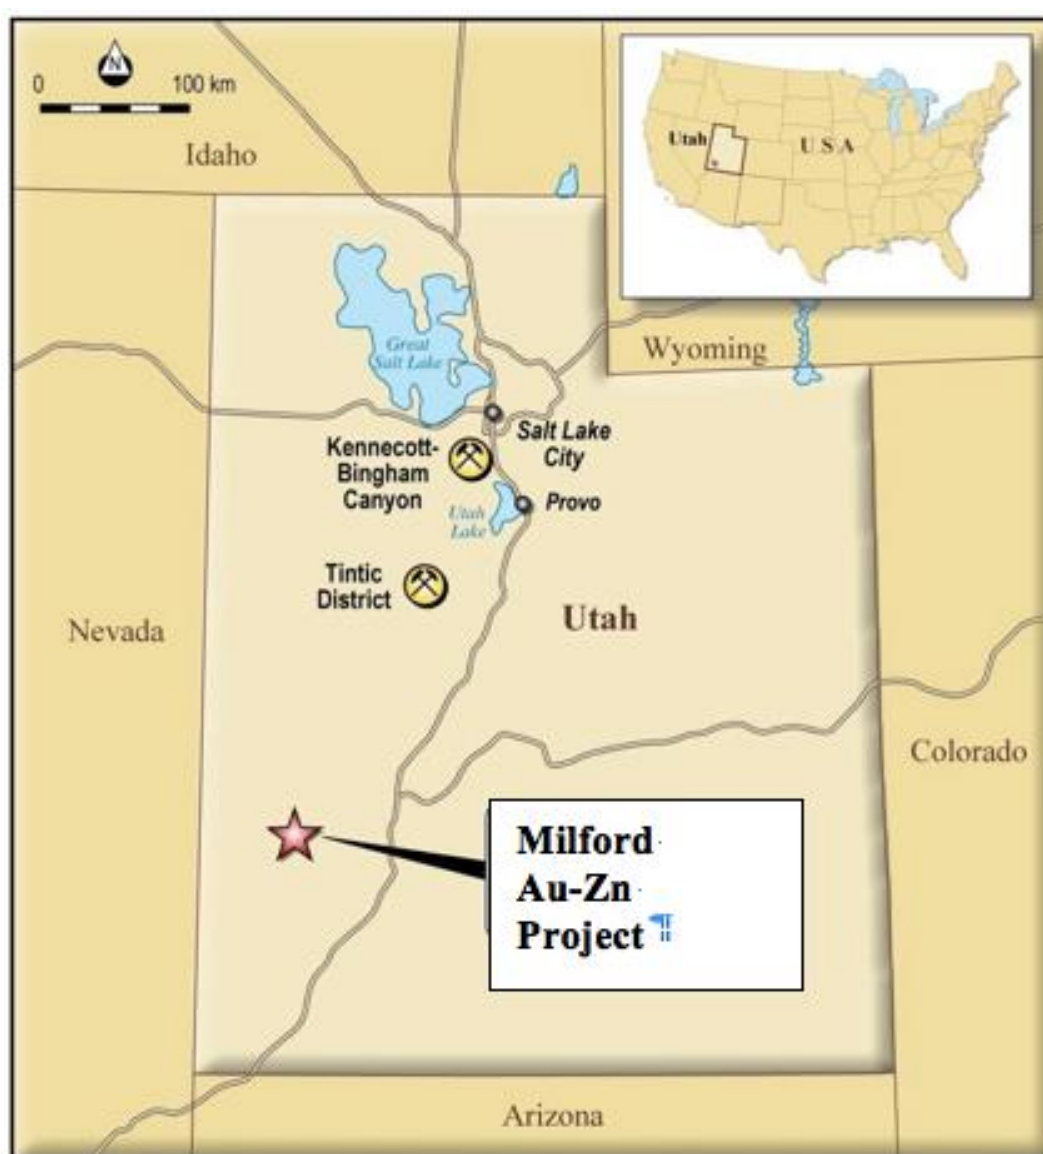 N
0 100 km
Idaho
Utah
U S A
Wyoming
Great
Salt Lake
Salt Lake
City
Kennecott-
Bingham
Canyon
Utah
Lake
Provo
Tintic
District
Nevada
Utah
Colorado
Milford
Au-Zn
Project ¶
Arizona